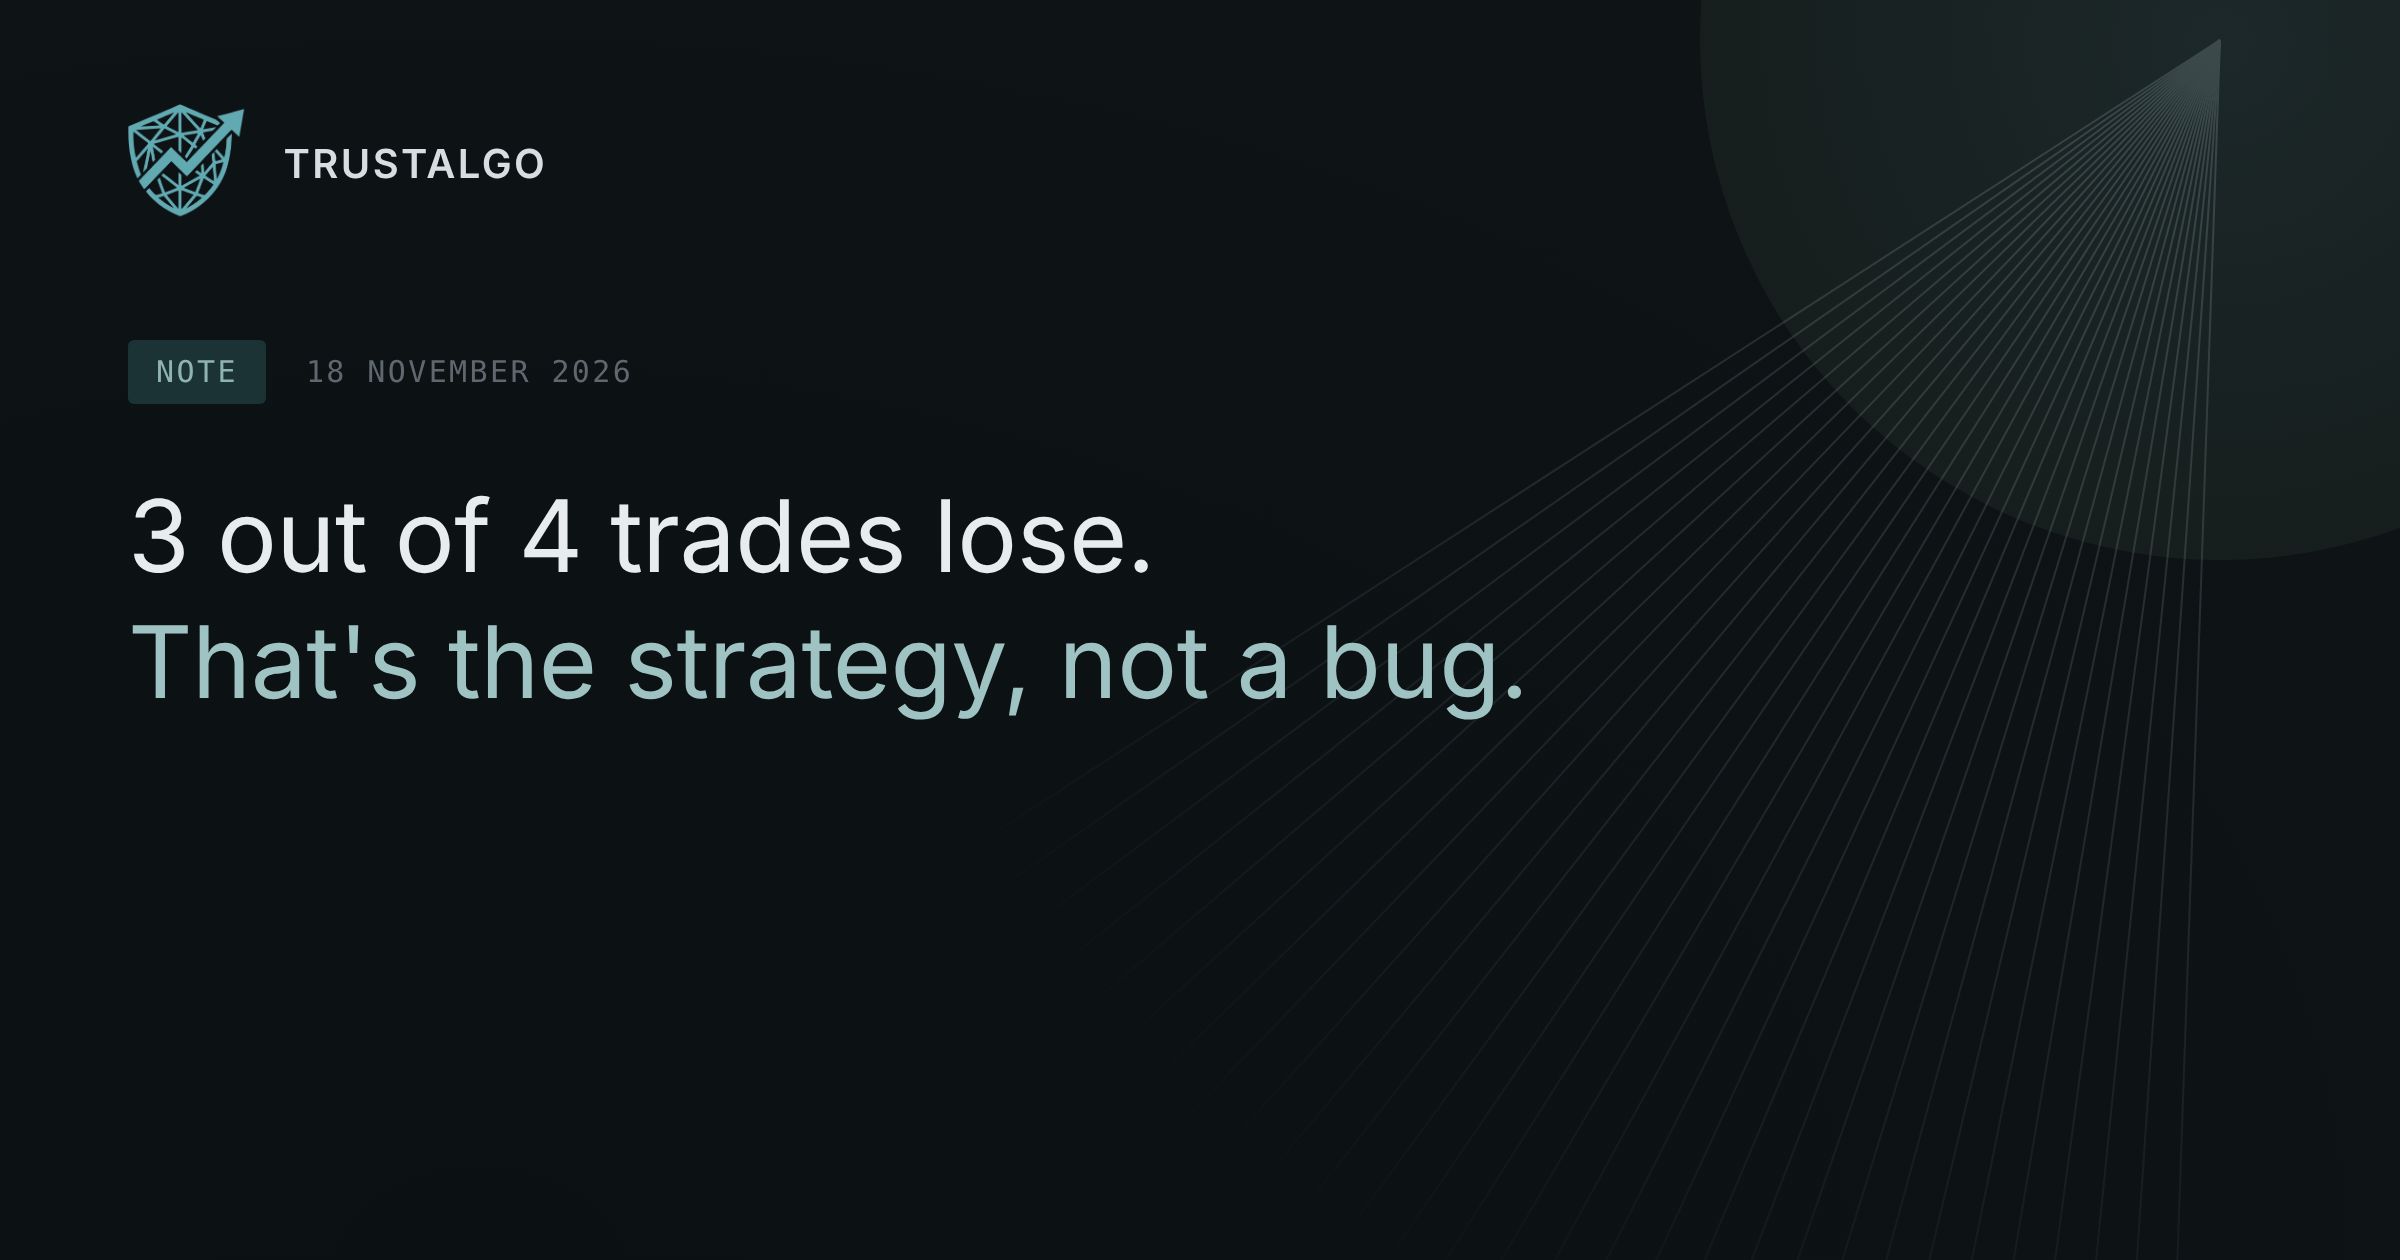 TRUSTALGO
NOTE 18 NOVEMBER 2026
3 out of 4 trades lose.
That's the strategy, not a bug.